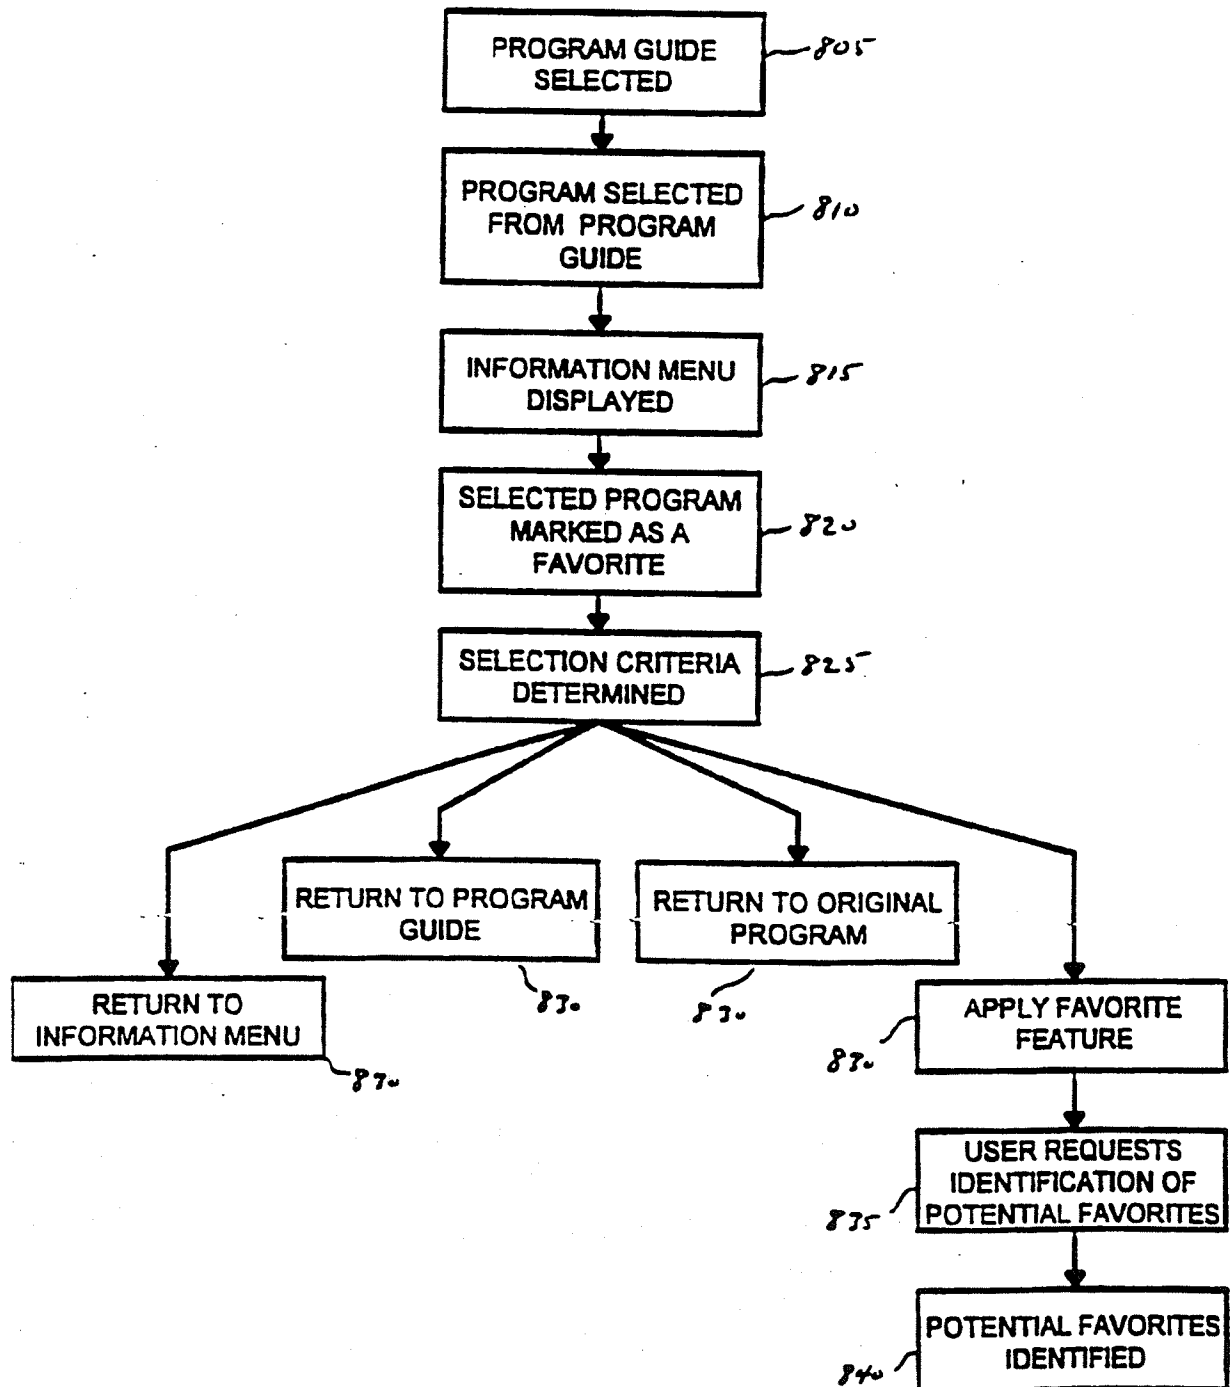 PROGRAM GUIDE
SELECTED
805
PROGRAM SELECTED
FROM PROGRAM
GUIDE
810
INFORMATION MENU
DISPLAYED
815
SELECTED PROGRAM
MARKED AS A
FAVORITE
820
SELECTION CRITERIA
DETERMINED
825
RETURN TO PROGRAM
GUIDE
830
RETURN TO ORIGINAL
PROGRAM
830
RETURN TO
INFORMATION MENU
830
APPLY FAVORITE
FEATURE
830
USER REQUESTS
IDENTIFICATION OF
POTENTIAL FAVORITES
835
POTENTIAL FAVORITES
IDENTIFIED
840